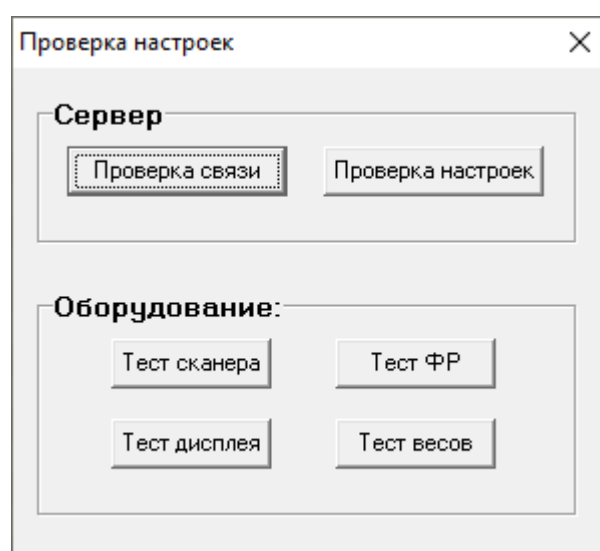 Проверка настроек
Сервер
Проверка связи
Проверка настроек
Оборудование:
Тест сканера
Тест ФР
Тест дисплея
Тест весов